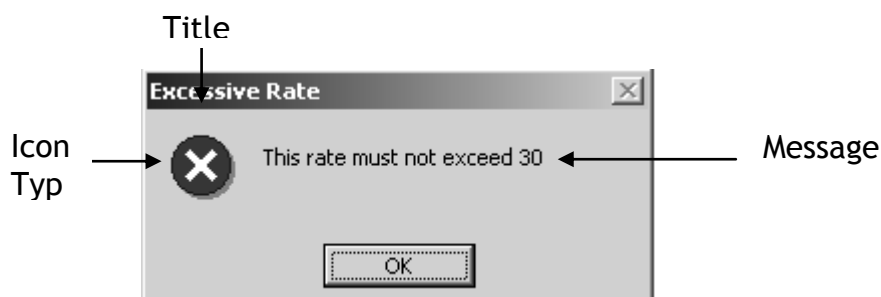 Title
Excessive Rate
Icon
Typ
This rate must not exceed 30
Message
OK